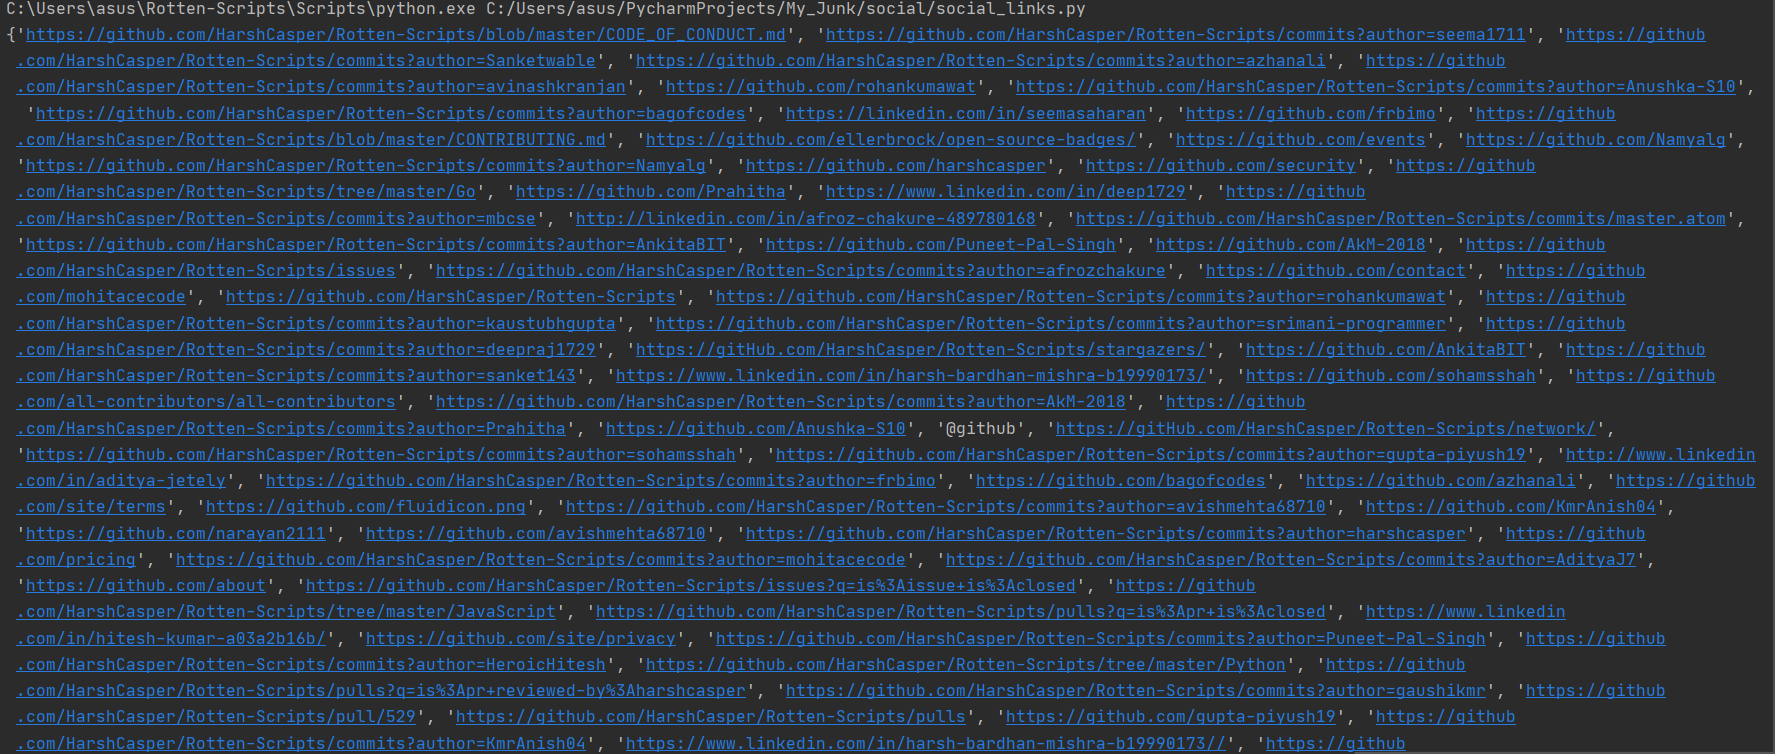 C:\Users\asus\Rotten-Scripts\Scripts\python.exe C:/Users/asus/PycharmProjects/My_Junk/social/social_links.py
{'https://github.com/HarshCasper/Rotten-Scripts/blob/master/CODE_OF_CONDUCT.md', 'https://github.com/HarshCasper/Rotten-Scripts/commits?author=seema1711', 'https://github
.com/HarshCasper/Rotten-Scripts/commits?author=Sanketwable', 'https://github.com/HarshCasper/Rotten-Scripts/commits?author=azhanali', 'https://github
.com/HarshCasper/Rotten-Scripts/commits?author=avinashkranjan', 'https://github.com/rohankumawat', 'https://github.com/HarshCasper/Rotten-Scripts/commits?author=Anushka-S10',
'https://github.com/HarshCasper/Rotten-Scripts/commits?author=bagofcodes', 'https://linkedin.com/in/seemasaharan', 'https://github.com/frbimo', 'https://github
.com/HarshCasper/Rotten-Scripts/blob/master/CONTRIBUTING.md', 'https://github.com/ellerbrock/open-source-badges/', 'https://github.com/events', 'https://github.com/Namyalg',
'https://github.com/HarshCasper/Rotten-Scripts/commits?author=Namyalg', 'https://github.com/harshcasper', 'https://github.com/security', 'https://github
.com/HarshCasper/Rotten-Scripts/tree/master/Go', 'https://github.com/Prahitha', 'https://www.linkedin.com/in/deep1729', 'https://github
.com/HarshCasper/Rotten-Scripts/commits?author=mbcse', 'http://linkedin.com/in/afroz-chakure-489780168', 'https://github.com/HarshCasper/Rotten-Scripts/commits/master.atom',
'https://github.com/HarshCasper/Rotten-Scripts/commits?author=AnkitaBIT', 'https://github.com/Puneet-Pal-Singh', 'https://github.com/AkM-2018', 'https://github
.com/HarshCasper/Rotten-Scripts/issues', 'https://github.com/HarshCasper/Rotten-Scripts/commits?author=afrozchakure', 'https://github.com/contact', 'https://github
.com/mohitacecode', 'https://github.com/HarshCasper/Rotten-Scripts', 'https://github.com/HarshCasper/Rotten-Scripts/commits?author=rohankumawat', 'https://github
.com/HarshCasper/Rotten-Scripts/commits?author=kaustubhgupta', 'https://github.com/HarshCasper/Rotten-Scripts/commits?author=srimani-programmer', 'https://github
.com/HarshCasper/Rotten-Scripts/commits?author=deepraj1729', 'https://gitHub.com/HarshCasper/Rotten-Scripts/stargazers/', 'https://github.com/AnkitaBIT', 'https://github
.com/HarshCasper/Rotten-Scripts/commits?author=sanket143', 'https://www.linkedin.com/in/harsh-bardhan-mishra-b19990173/', 'https://github.com/sohamsshah', 'https://github
.com/all-contributors/all-contributors', 'https://github.com/HarshCasper/Rotten-Scripts/commits?author=AkM-2018', 'https://github
.com/HarshCasper/Rotten-Scripts/commits?author=Prahitha', 'https://github.com/Anushka-S10', '@github', 'https://gitHub.com/HarshCasper/Rotten-Scripts/network/',
'https://github.com/HarshCasper/Rotten-Scripts/commits?author=sohamsshah', 'https://github.com/HarshCasper/Rotten-Scripts/commits?author=gupta-piyush19', 'http://www.linkedin
.com/in/aditya-jetely', 'https://github.com/HarshCasper/Rotten-Scripts/commits?author=frbimo', 'https://github.com/bagofcodes', 'https://github.com/azhanali', 'https://github
.com/site/terms', 'https://github.com/fluidicon.png', 'https://github.com/HarshCasper/Rotten-Scripts/commits?author=avishmehta68710', 'https://github.com/KmrAnish04',
'https://github.com/narayan2111', 'https://github.com/avishmehta68710', 'https://github.com/HarshCasper/Rotten-Scripts/commits?author=harshcasper', 'https://github
.com/pricing', 'https://github.com/HarshCasper/Rotten-Scripts/commits?author=mohitacecode', 'https://github.com/HarshCasper/Rotten-Scripts/commits?author=AdityaJ7',
'https://github.com/about', 'https://github.com/HarshCasper/Rotten-Scripts/issues?q=is%3Aissue+is%3Aclosed', 'https://github
.com/HarshCasper/Rotten-Scripts/tree/master/JavaScript', 'https://github.com/HarshCasper/Rotten-Scripts/pulls?q=is%3Apr+is%3Aclosed', 'https://www.linkedin
.com/in/hitesh-kumar-a03a2b16b/', 'https://github.com/site/privacy', 'https://github.com/HarshCasper/Rotten-Scripts/commits?author=Puneet-Pal-Singh', 'https://github
.com/HarshCasper/Rotten-Scripts/commits?author=HeroicHitesh', 'https://github.com/HarshCasper/Rotten-Scripts/tree/master/Python', 'https://github
.com/HarshCasper/Rotten-Scripts/pulls?q=is%3Apr+reviewed-by%3Aharshcasper', 'https://github.com/HarshCasper/Rotten-Scripts/commits?author=gaushikmr', 'https://github
.com/HarshCasper/Rotten-Scripts/pull/529', 'https://github.com/HarshCasper/Rotten-Scripts/pulls', 'https://github.com/gupta-piyush19', 'https://github
.com/HarshCasper/Rotten-Scripts/commits?author=KmrAnish04', 'https://www.linkedin.com/in/harsh-bardhan-mishra-b19990173//', 'https://github